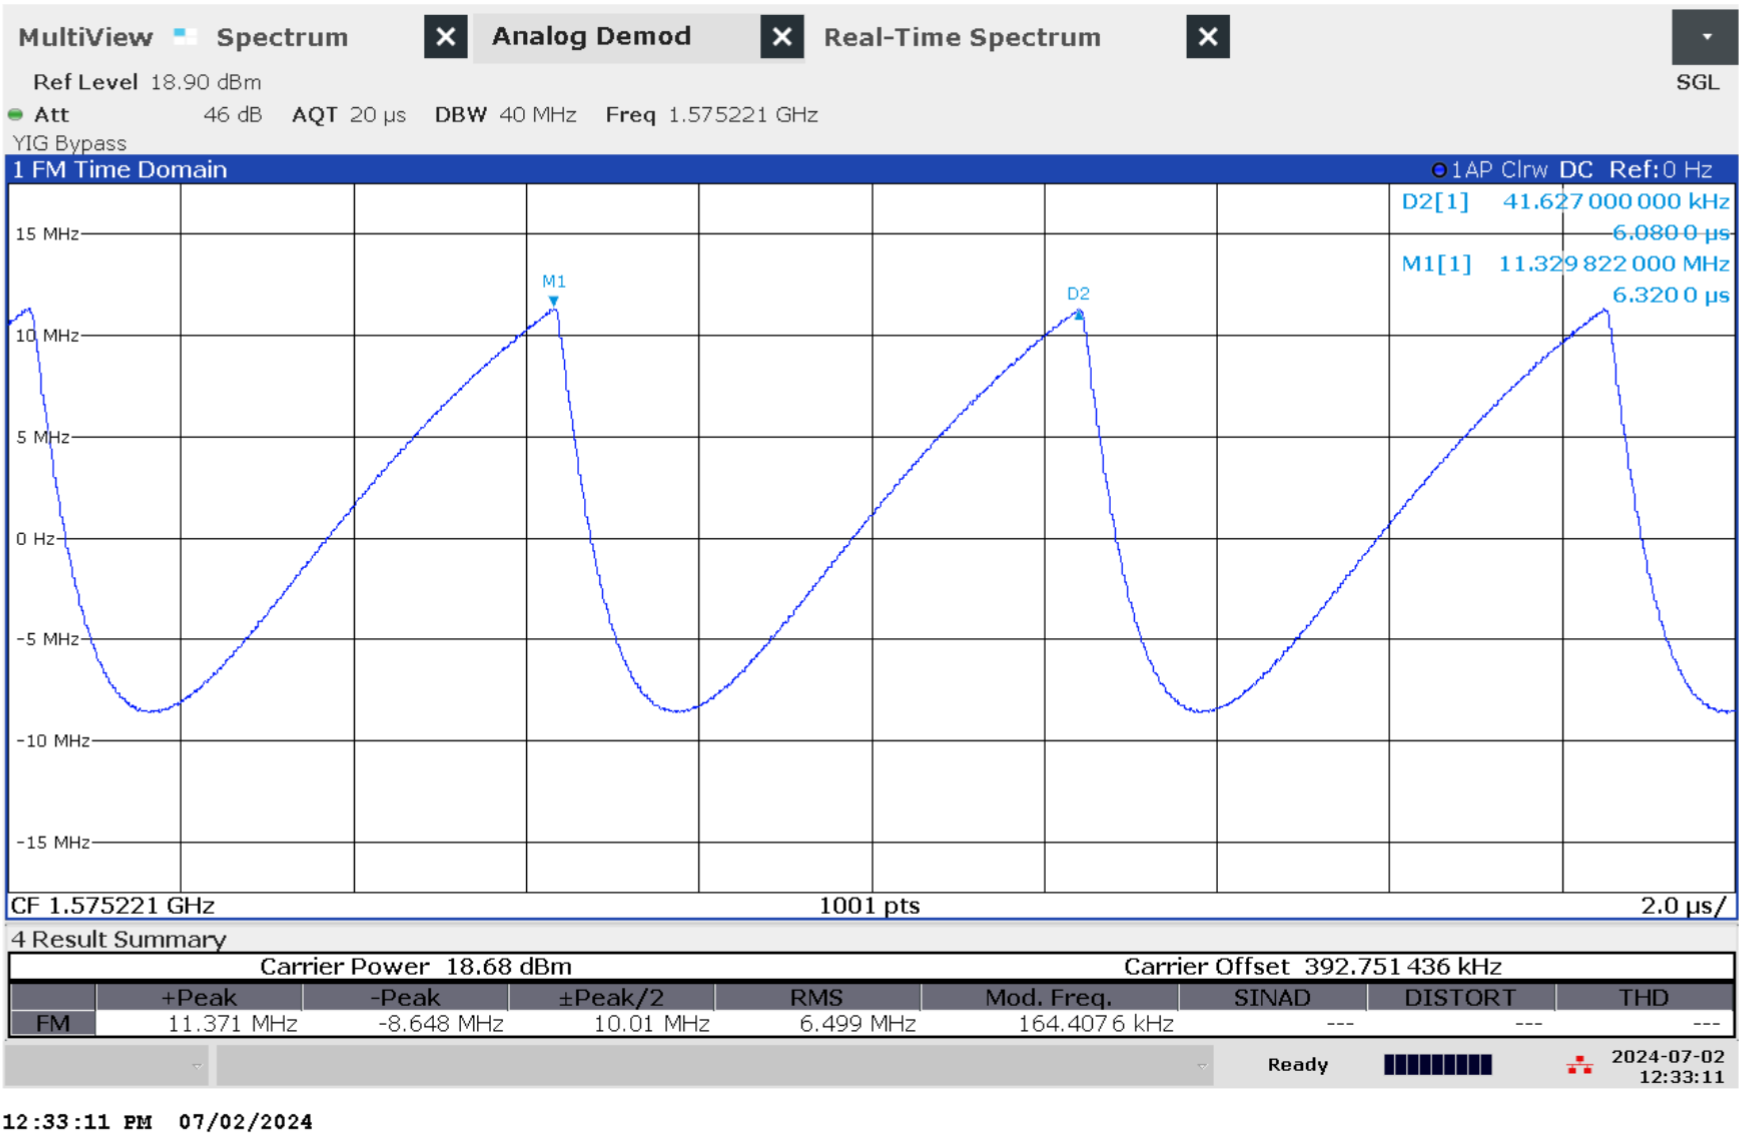 MultiView Spectrum X Analog Demod X Real-Time Spectrum X
Ref Level 18.90 dBm SGL
Att 46 dB AQT 20 µs DBW 40 MHz Freq 1.575221 GHz
YIG Bypass
1 FM Time Domain 1AP Clrw DC Ref:0 Hz
D2[1] 41.627 000 000 kHz
15 MHz 6.080 0 µs
M1[1] 11.329 822 000 MHz
M1 D2 6.320 0 µs
10 MHz
5 MHz
0 Hz
-5 MHz
-10 MHz
-15 MHz
CF 1.575221 GHz 1001 pts 2.0 µs/
4 Result Summary
Carrier Power 18.68 dBm Carrier Offset 392.751 436 kHz
+Peak -Peak ±Peak/2 RMS Mod. Freq. SINAD DISTORT THD
FM 11.371 MHz -8.648 MHz 10.01 MHz 6.499 MHz 164.407 6 kHz --- --- ---
Ready 2024-07-02
12:33:11
12:33:11 PM 07/02/2024